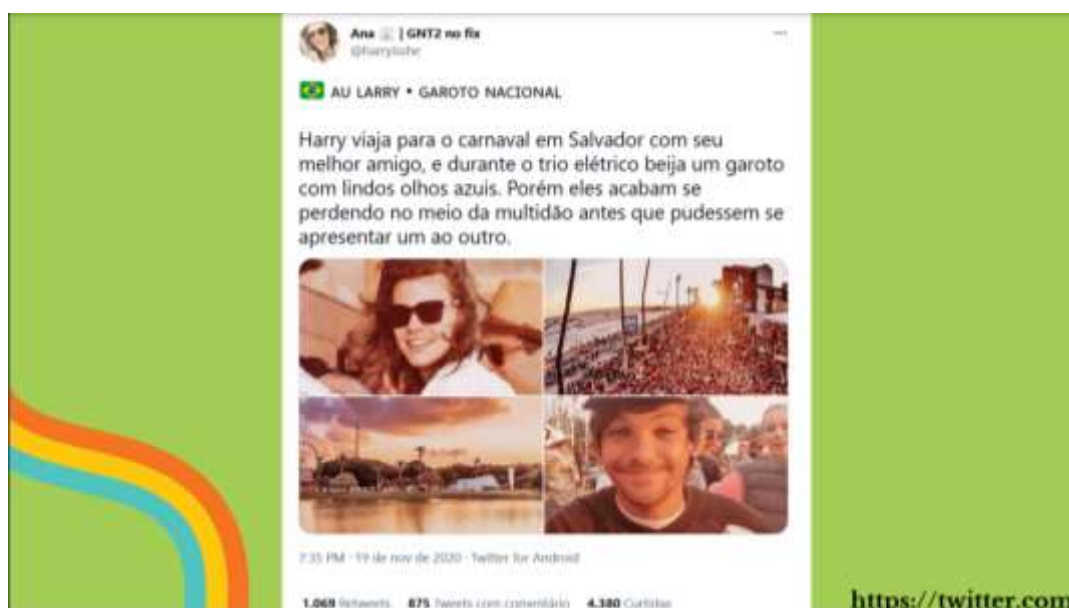 Ana | GNT2 no fix
AU LARRY • GAROTO NACIONAL
Harry viaja para o carnaval em Salvador com seu
melhor amigo, e durante o trio elétrico beija um garoto
com lindos olhos azuis. Porém eles acabam se
perdendo no meio da multidão antes que pudessem se
apresentar um ao outro.
7:35 PM · 19 de nov de 2020 · Twitter for Android
1.069 Retweets 875 Tweets com comentário 4.380 Curtidas
https://twitter.com